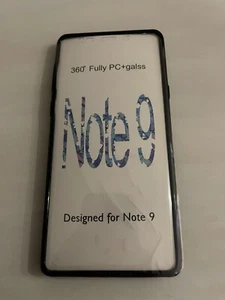 360° Fully PC+galss
Note 9
Designed for Note 9